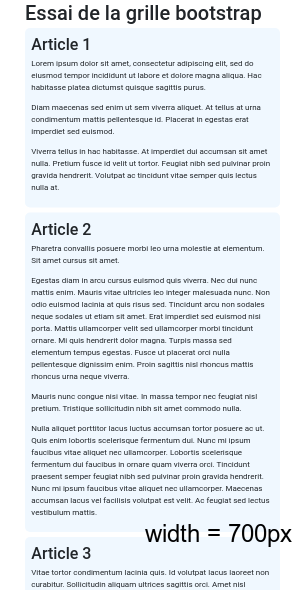 Essai de la grille bootstrap
Article 1
Lorem ipsum dolor sit amet, consectetur adipiscing elit, sed do
eiusmod tempor incididunt ut labore et dolore magna aliqua. Hac
habitasse platea dictumst quisque sagittis purus.
Diam maecenas sed enim ut sem viverra aliquet. At tellus at urna
condimentum mattis pellentesque id. Placerat in egestas erat
imperdiet sed euismod.
Viverra tellus in hac habitasse. At imperdiet dui accumsan sit amet
nulla. Pretium fusce id velit ut tortor. Feugiat nibh sed pulvinar proin
gravida hendrerit. Volutpat ac tincidunt vitae semper quis lectus
nulla at.
Article 2
Pharetra convallis posuere morbi leo urna molestie at elementum.
Sit amet cursus sit amet.
Egestas diam in arcu cursus euismod quis viverra. Nec dui nunc
mattis enim. Mauris vitae ultricies leo integer malesuada nunc. Non
odio euismod lacinia at quis risus sed. Tincidunt arcu non sodales
neque sodales ut etiam sit amet. Erat imperdiet sed euismod nisi
porta. Mattis ullamcorper velit sed ullamcorper morbi tincidunt
ornare. Mi quis hendrerit dolor magna. Turpis massa sed
elementum tempus egestas. Fusce ut placerat orci nulla
pellentesque dignissim enim. Proin sagittis nisl rhoncus mattis
rhoncus urna neque viverra.
Mauris nunc congue nisi vitae. In massa tempor nec feugiat nisl
pretium. Tristique sollicitudin nibh sit amet commodo nulla.
Nulla aliquet porttitor lacus luctus accumsan tortor posuere ac ut.
Quis enim lobortis scelerisque fermentum dui. Nunc mi ipsum
faucibus vitae aliquet nec ullamcorper. Lobortis scelerisque
fermentum dui faucibus in ornare quam viverra orci. Tincidunt
praesent semper feugiat nibh sed pulvinar proin gravida hendrerit.
Nunc mi ipsum faucibus vitae aliquet nec ullamcorper. Maecenas
accumsan lacus vel facilisis volutpat est velit. Ac feugiat sed lectus
vestibulum mattis.
width = 700px
Article 3
Vitae tortor condimentum lacinia quis. Id volutpat lacus laoreet non
curabitur. Sollicitudin aliquam ultrices sagittis orci. Amet nisl